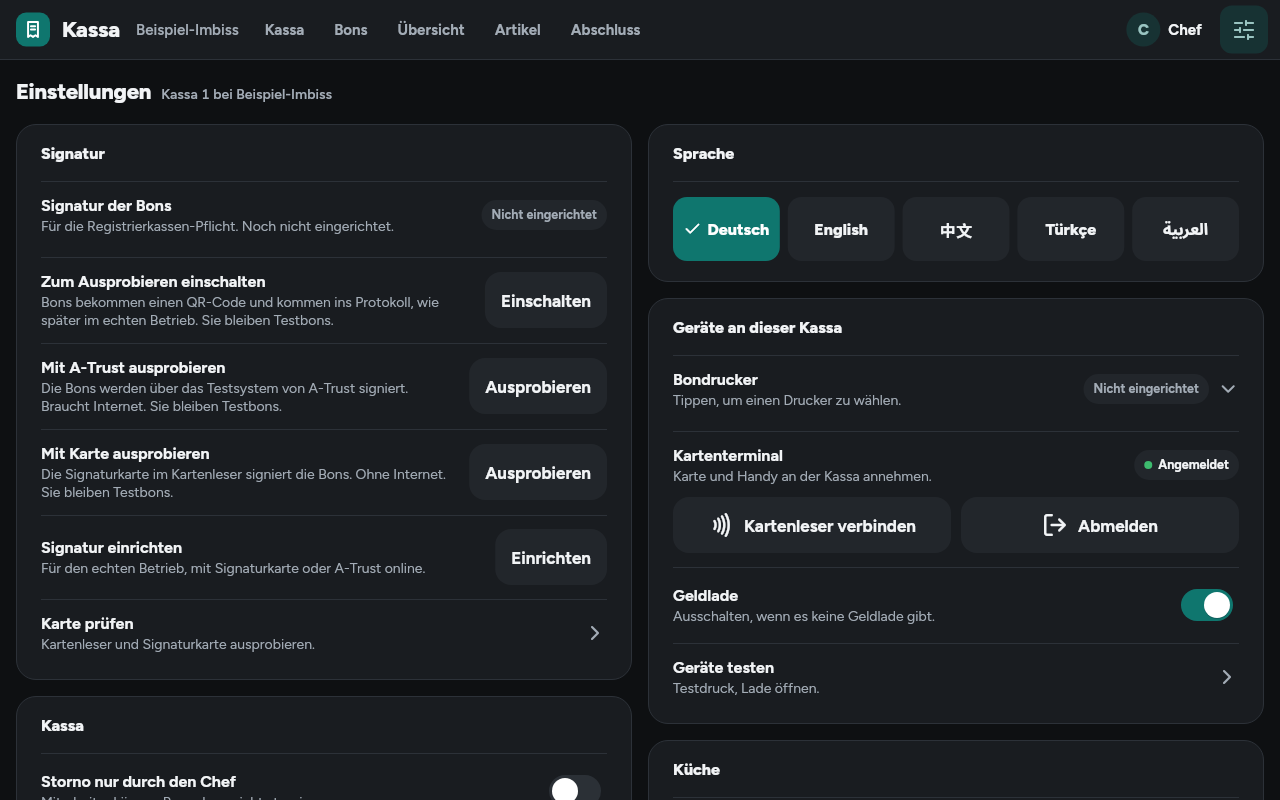 Kassa
Beispiel-Imbiss
Kassa
Bons
Übersicht
Artikel
Abschluss
C
Chef
Einstellungen
Kassa 1 bei Beispiel-Imbiss
Signatur
Signatur der Bons
Für die Registrierkassen-Pflicht. Noch nicht eingerichtet.
Nicht eingerichtet
Zum Ausprobieren einschalten
Bons bekommen einen QR-Code und kommen ins Protokoll, wie
später im echten Betrieb. Sie bleiben Testbons.
Einschalten
Mit A-Trust ausprobieren
Die Bons werden über das Testsystem von A-Trust signiert.
Braucht Internet. Sie bleiben Testbons.
Ausprobieren
Mit Karte ausprobieren
Die Signaturkarte im Kartenleser signiert die Bons. Ohne Internet.
Sie bleiben Testbons.
Ausprobieren
Signatur einrichten
Für den echten Betrieb, mit Signaturkarte oder A-Trust online.
Einrichten
Karte prüfen
Kartenleser und Signaturkarte ausprobieren.
Kassa
Storno nur durch den Chef
Sprache
Deutsch
English
中文
Türkçe
العربية
Geräte an dieser Kassa
Bondrucker
Tippen, um einen Drucker zu wählen.
Nicht eingerichtet
Kartenterminal
Karte und Handy an der Kassa annehmen.
Angemeldet
Kartenleser verbinden
Abmelden
Geldlade
Ausschalten, wenn es keine Geldlade gibt.
Geräte testen
Testdruck, Lade öffnen.
Küche